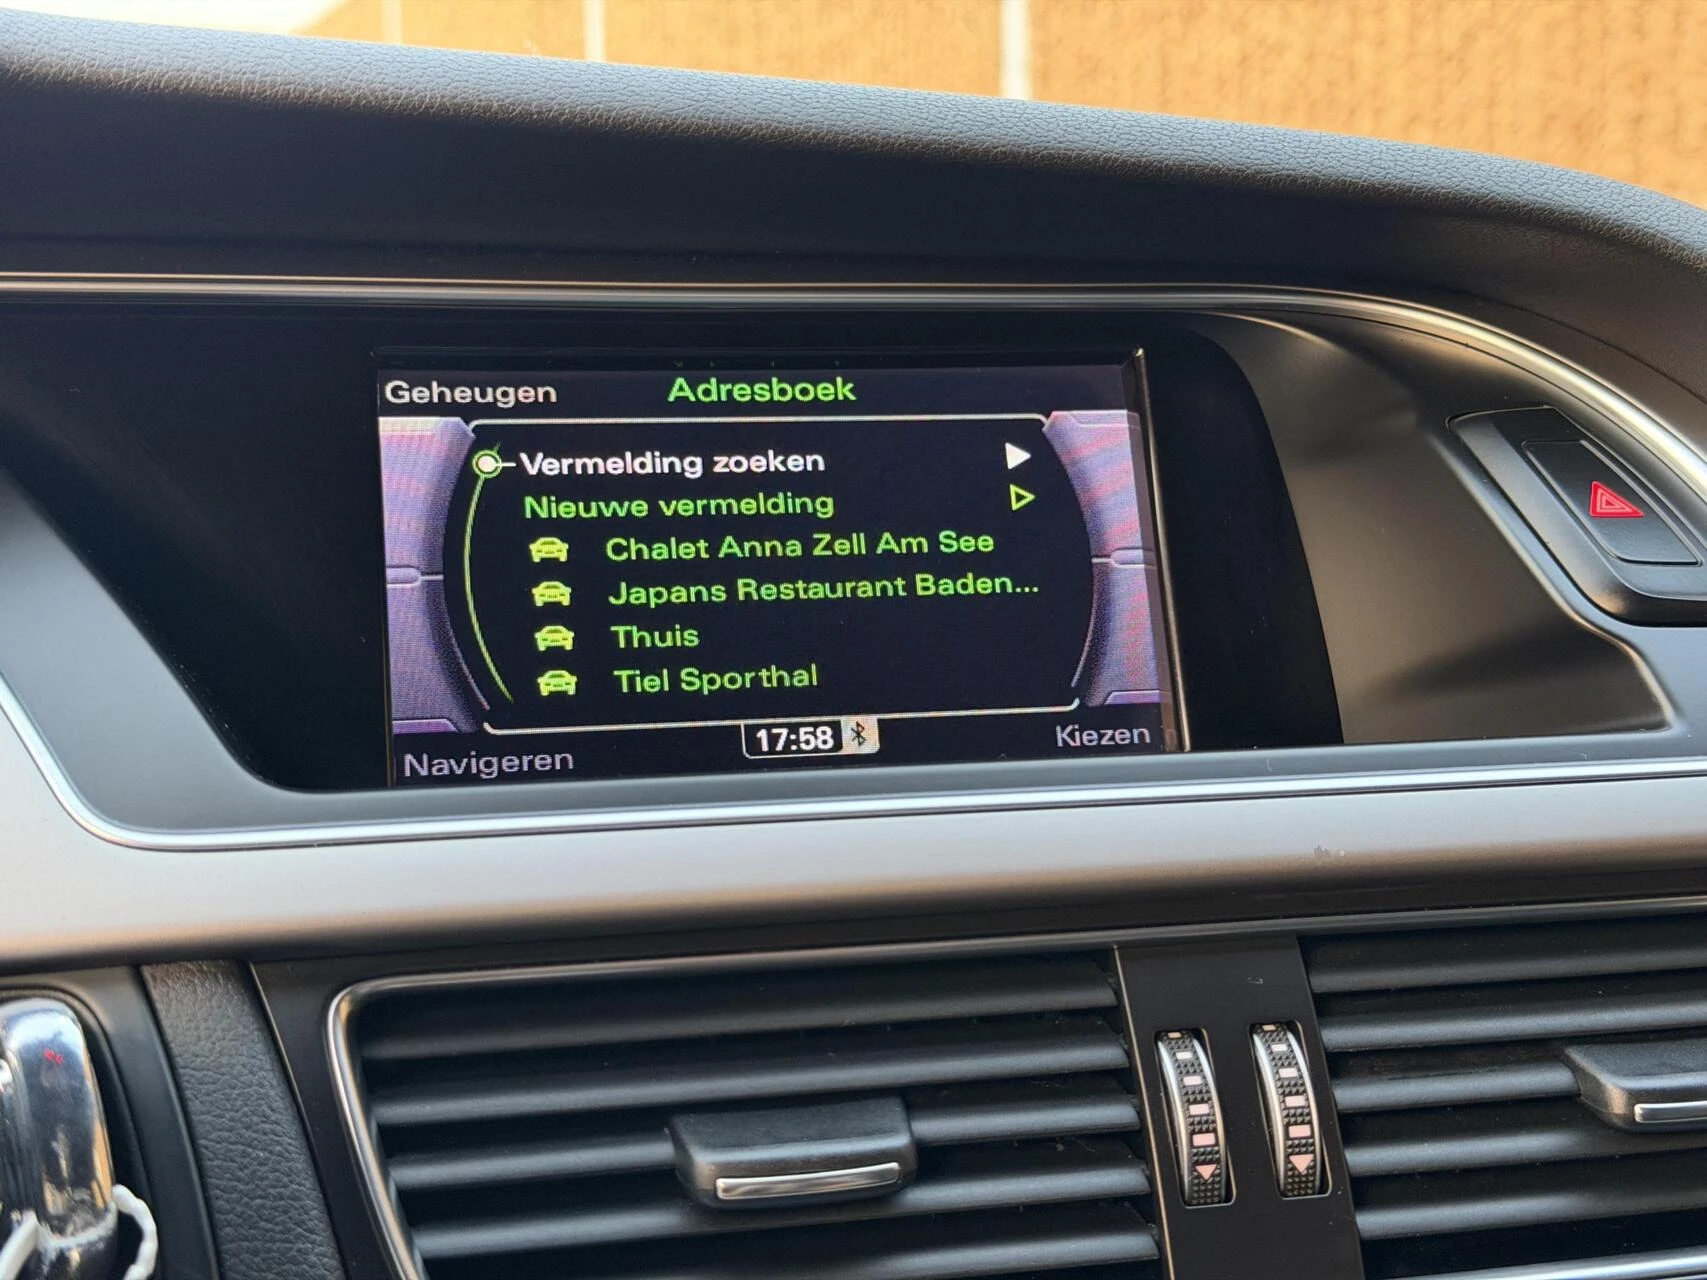 Geheugen Adresboek
Vermelding zoeken
Nieuwe vermelding
Chalet Anna Zell Am See
Japans Restaurant Baden...
Thuis
Tiel Sporthal
Navigeren 17:58 Kiezen